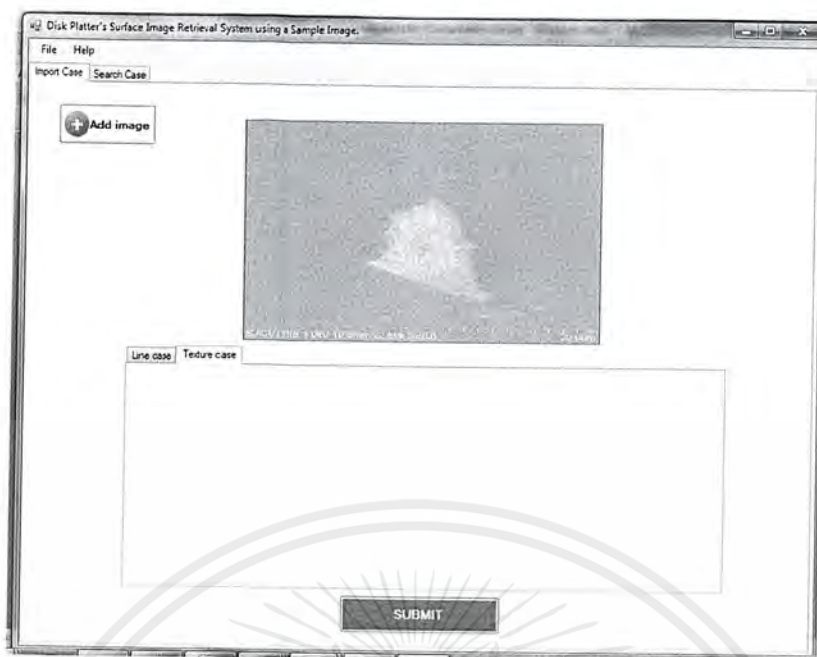 Disk Platter's Surface Image Retrieval System using a Sample Image.
File Help
Import Case Search Case
Add image
Line case Texture case
SUBMIT